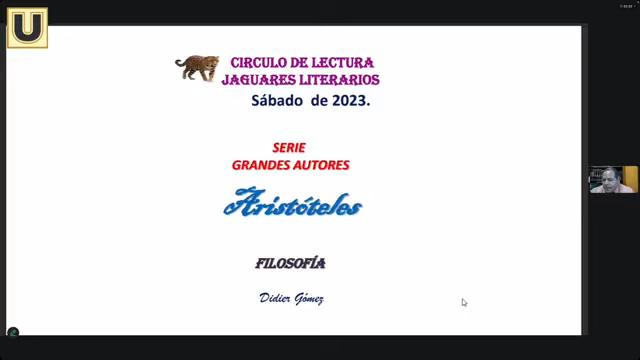 U
CIRCULO DE LECTURA
JAGUARES LITERARIOS
Sábado de 2023.
SERIE
GRANDES AUTORES
Aristóteles
FILOSOFÍA
Didier Gómez